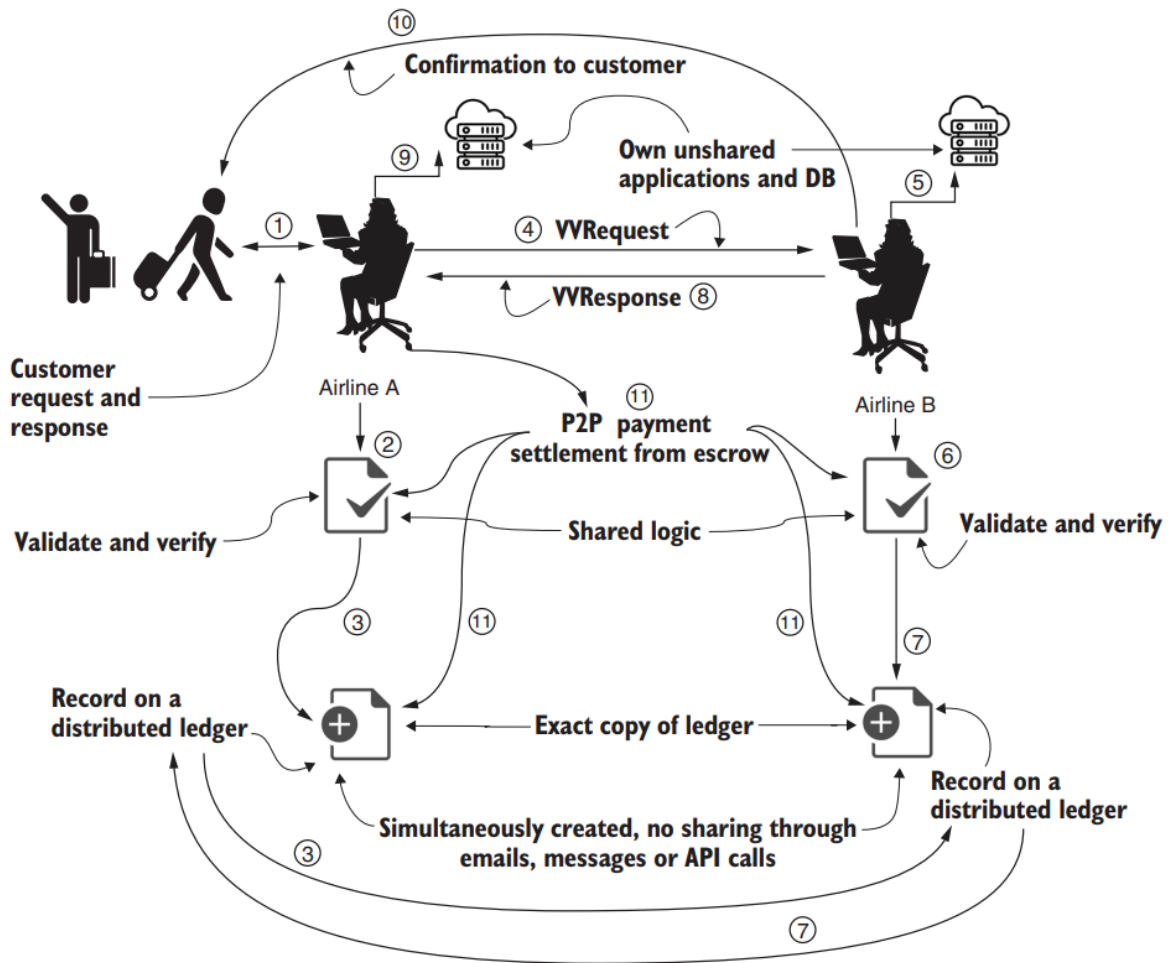 ⑩
Confirmation to customer
⑨
Own unshared
applications and DB
⑤
①
④ VVRequest
VVResponse ⑧
Customer
request and
response
Airline A
⑪
P2P payment
settlement from escrow
Airline B
②
⑥
Validate and verify
Shared logic
Validate and verify
③
⑪
⑪
⑦
Record on a
distributed ledger
Exact copy of ledger
Record on a
distributed ledger
Simultaneously created, no sharing through
emails, messages or API calls
③
⑦